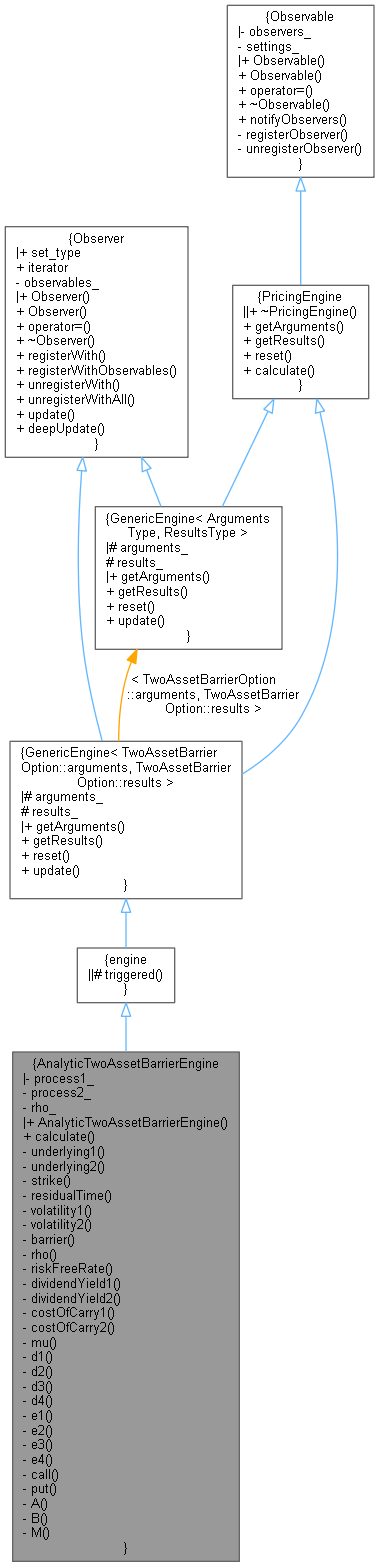 {Observable
|- observers_
- settings_
|+ Observable()
+ Observable()
+ operator=()
+ ~Observable()
+ notifyObservers()
- registerObserver()
- unregisterObserver()
}
{Observer
|+ set_type
+ iterator
- observables_
|+ Observer()
+ Observer()
+ operator=()
+ ~Observer()
+ registerWith()
+ registerWithObservables()
+ unregisterWith()
+ unregisterWithAll()
+ update()
+ deepUpdate()
}
{PricingEngine
||+ ~PricingEngine()
+ getArguments()
+ getResults()
+ reset()
+ calculate()
}
{GenericEngine< Arguments
Type, ResultsType >
|# arguments_
# results_
|+ getArguments()
+ getResults()
+ reset()
+ update()
}
< TwoAssetBarrierOption
::arguments, TwoAssetBarrier
Option::results >
{GenericEngine< TwoAssetBarrier
Option::arguments, TwoAssetBarrier
Option::results >
|# arguments_
# results_
|+ getArguments()
+ getResults()
+ reset()
+ update()
}
{engine
||# triggered()
}
{AnalyticTwoAssetBarrierEngine
|- process1_
- process2_
- rho_
|+ AnalyticTwoAssetBarrierEngine()
+ calculate()
- underlying1()
- underlying2()
- strike()
- residualTime()
- volatility1()
- volatility2()
- barrier()
- rho()
- riskFreeRate()
- dividendYield1()
- dividendYield2()
- costOfCarry1()
- costOfCarry2()
- mu()
- d1()
- d2()
- d3()
- d4()
- e1()
- e2()
- e3()
- e4()
- call()
- put()
- A()
- B()
- M()
}